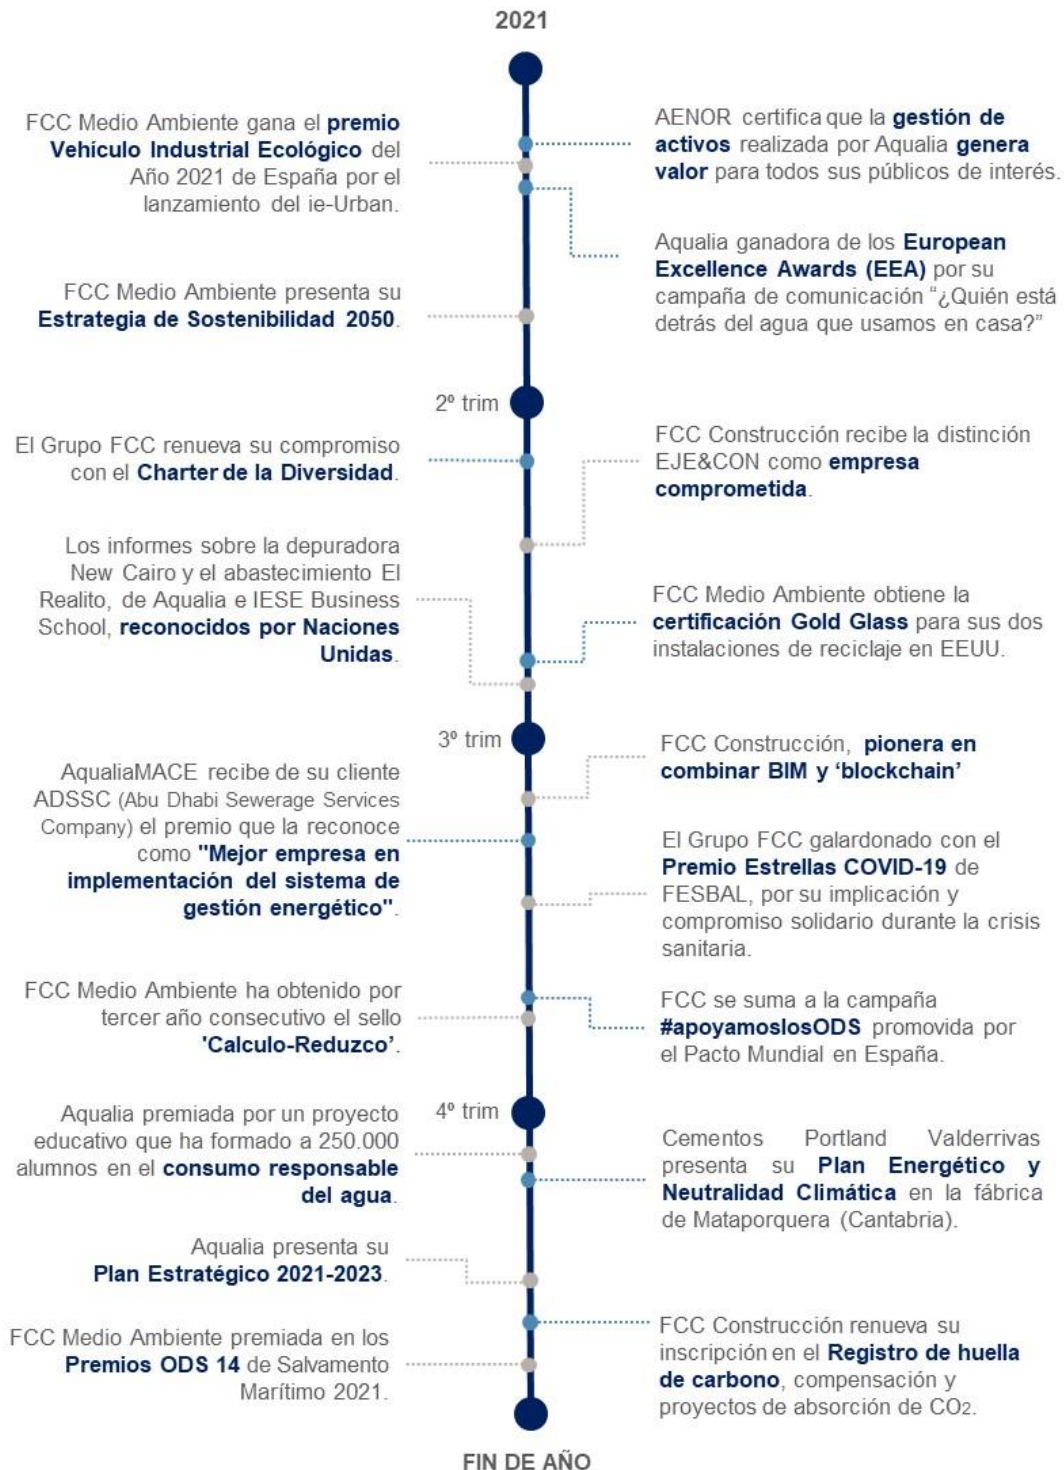 2021
FCC Medio Ambiente gana el premio
Vehículo Industrial Ecológico del
Año 2021 de España por el
lanzamiento del ie-Urban.
AENOR certifica que la gestión de
activos realizada por Aqualia genera
valor para todos sus públicos de interés.
Aqualia ganadora de los European
Excellence Awards (EEA) por su
campaña de comunicación “¿Quién está
detrás del agua que usamos en casa?”
FCC Medio Ambiente presenta su
Estrategia de Sostenibilidad 2050.
2º trim
El Grupo FCC renueva su compromiso
con el Charter de la Diversidad.
FCC Construcción recibe la distinción
EJE&CON como empresa
comprometida.
Los informes sobre la depuradora
New Cairo y el abastecimiento El
Realito, de Aqualia e IESE Business
School, reconocidos por Naciones
Unidas.
FCC Medio Ambiente obtiene la
certificación Gold Glass para sus dos
instalaciones de reciclaje en EEUU.
3º trim
FCC Construcción, pionera en
combinar BIM y ‘blockchain’
AqualiaMACE recibe de su cliente
ADSSC (Abu Dhabi Sewerage Services
Company) el premio que la reconoce
como "Mejor empresa en
implementación del sistema de
gestión energético".
El Grupo FCC galardonado con el
Premio Estrellas COVID-19 de
FESBAL, por su implicación y
compromiso solidario durante la crisis
sanitaria.
FCC Medio Ambiente ha obtenido por
tercer año consecutivo el sello
'Calculo-Reduzco’.
FCC se suma a la campaña
#apoyamoslosODS promovida por
el Pacto Mundial en España.
4º trim
Aqualia premiada por un proyecto
educativo que ha formado a 250.000
alumnos en el consumo responsable
del agua.
Cementos Portland Valderrivas
presenta su Plan Energético y
Neutralidad Climática en la fábrica
de Mataporquera (Cantabria).
Aqualia presenta su
Plan Estratégico 2021-2023.
FCC Medio Ambiente premiada en los
Premios ODS 14 de Salvamento
Marítimo 2021.
FCC Construcción renueva su
inscripción en el Registro de huella
de carbono, compensación y
proyectos de absorción de CO2.
FIN DE AÑO